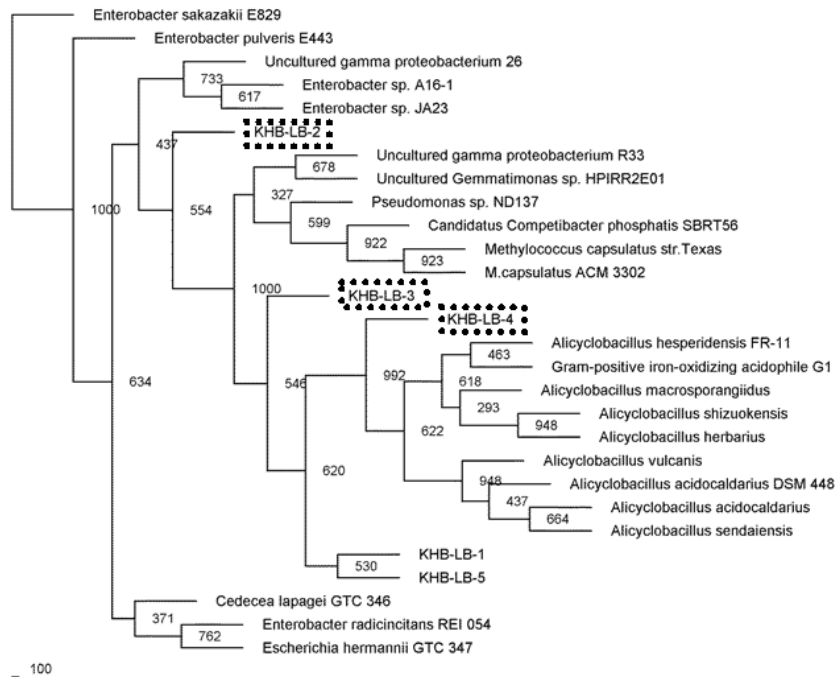 Enterobacter sakazakii E829
Enterobacter pulveris E443
Uncultured gamma proteobacterium 26
733
Enterobacter sp. A16-1
617
Enterobacter sp. JA23
KHB-LB-2
437
Uncultured gamma proteobacterium R33
678
Uncultured Gemmatimonas sp. HPIRR2E01
327
Pseudomonas sp. ND137
1000
554
599
Candidatus Competibacter phosphatis SBRT56
922
Methylococcus capsulatus str.Texas
923
M.capsulatus ACM 3302
1000
KHB-LB-3
KHB-LB-4
Alicyclobacillus hesperidensis FR-11
463
Gram-positive iron-oxidizing acidophile G1
634
546
992
618
Alicyclobacillus macrosporangiidus
293
Alicyclobacillus shizuokensis
622
948
Alicyclobacillus herbarius
Alicyclobacillus vulcanis
620
948
Alicyclobacillus acidocaldarius DSM 448
437
Alicyclobacillus acidocaldarius
664
Alicyclobacillus sendaiensis
KHB-LB-1
530
KHB-LB-5
Cedecea lapagei GTC 346
371
Enterobacter radicincitans REI 054
762
Escherichia hermannii GTC 347
100